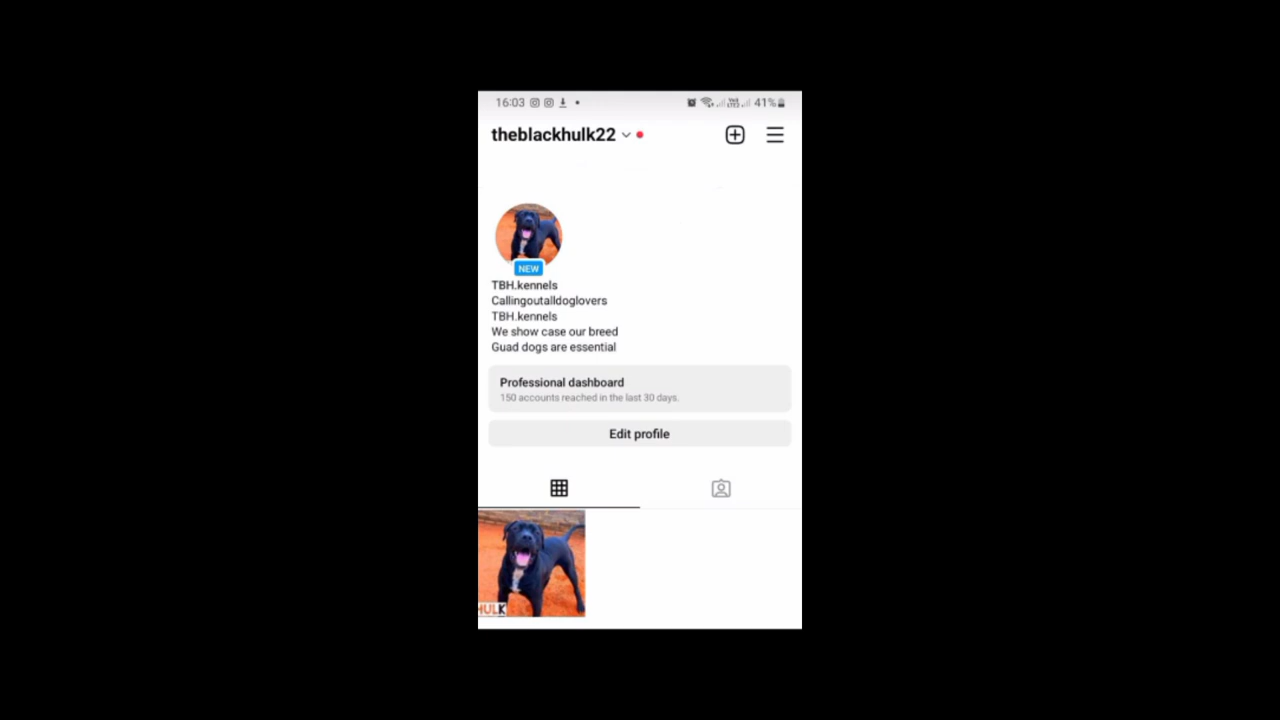 16:03 41%
theblackhulk22
NEW
TBH.kennels
Callingoutalldoglovers
TBH.kennels
We show case our breed
Guad dogs are essential
Professional dashboard
150 accounts reached in the last 30 days.
Edit profile
HULK